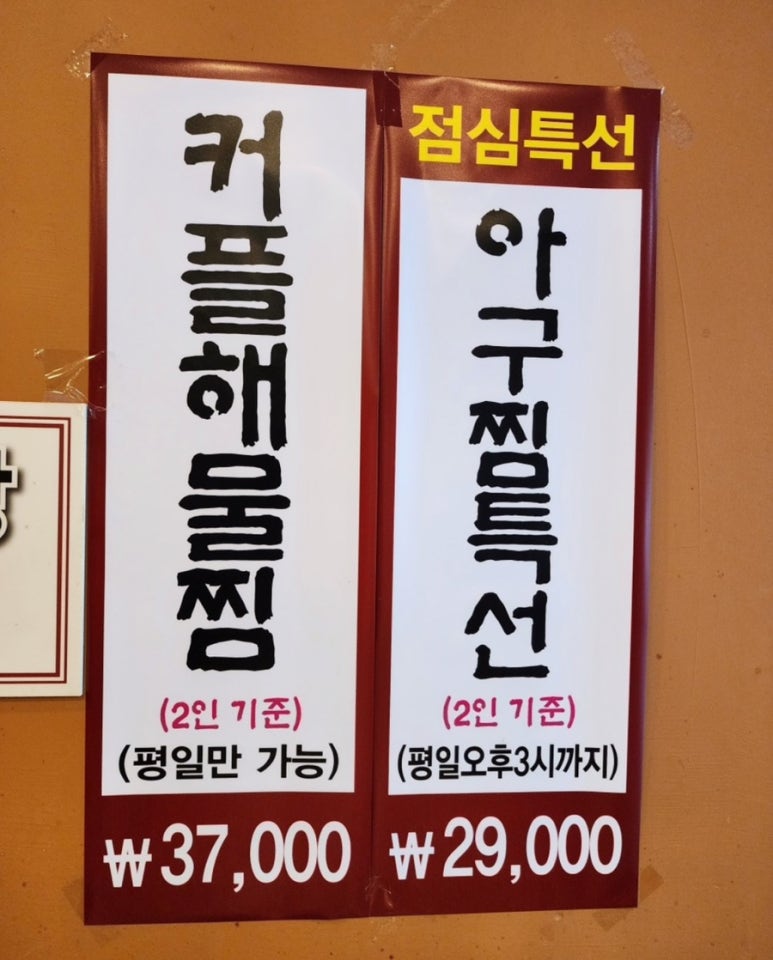 커플해물찜
(2인 기준)
(평일만 가능)
₩37,000
점심특선
아구찜특선
(2인 기준)
(평일오후3시까지)
₩29,000